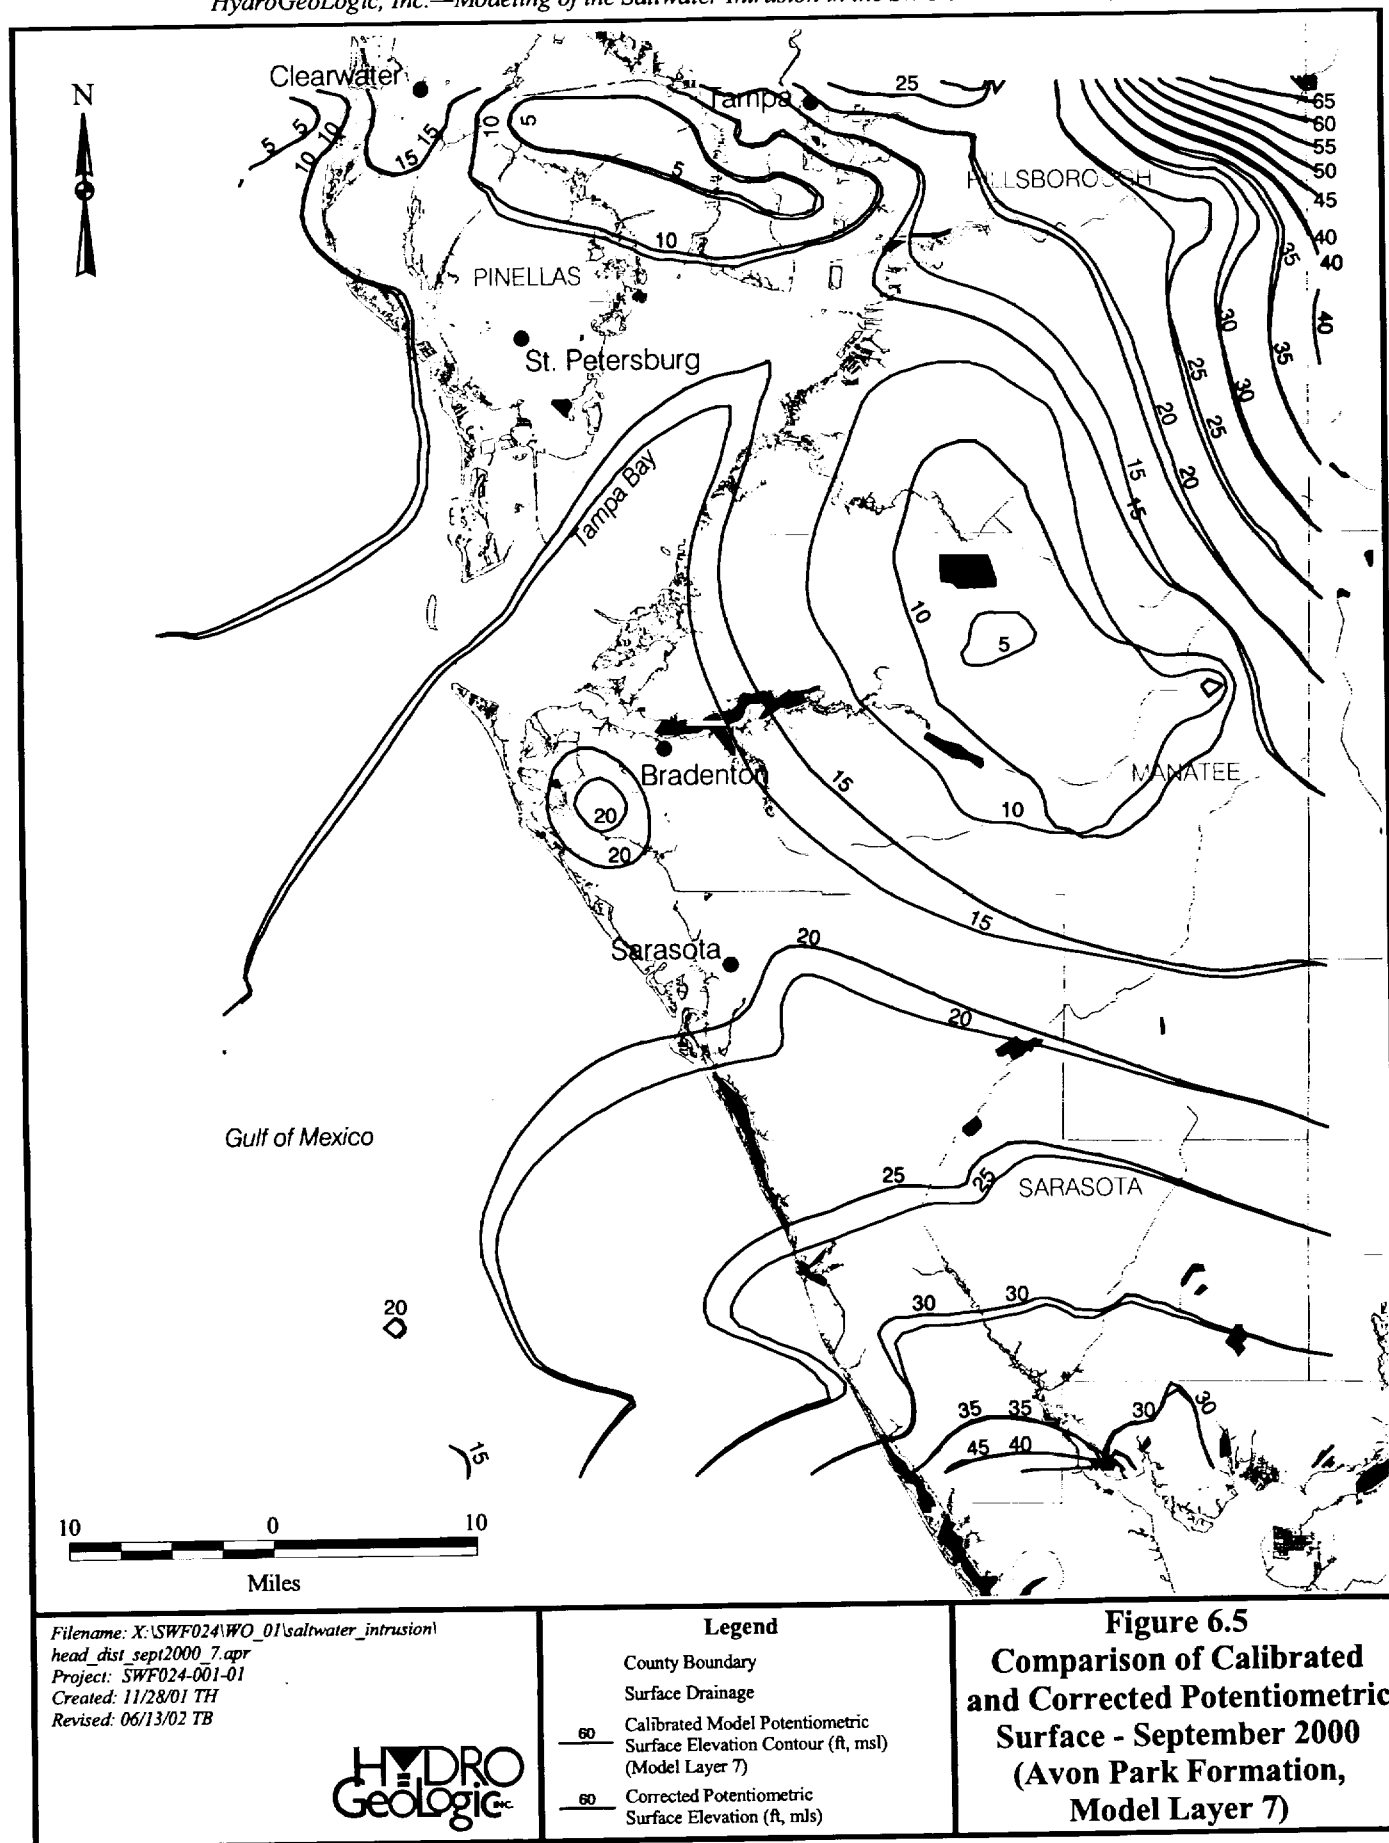 HydroGeoLogic, Inc.—Modeling of the Saltwater Intrusion in the
N
Clearwater
Tampa
25
65
60
55
50
45
40
40
35
40
35
5
5
10
10
15
15
10
5
5
10
HILLSBOROUGH
PINELLAS
St. Petersburg
30
25
30
20
25
15
20
15
Tampa Bay
10
5
Bradenton
MANATEE
20
20
15
10
15
Sarasota
20
20
Gulf of Mexico
25
25
SARASOTA
20
30
30
15
35
35
30
30
45
40
10 0 10
Miles
Filename: X:\SWF024\WO_01\saltwater_intrusion\
head_dist_sept2000_7.apr
Project: SWF024-001-01
Created: 11/28/01 TH
Revised: 06/13/02 TB
HYDRO
GeoLogic INC.
Legend
County Boundary
Surface Drainage
60 Calibrated Model Potentiometric
Surface Elevation Contour (ft, msl)
(Model Layer 7)
60 Corrected Potentiometric
Surface Elevation (ft, mls)
Figure 6.5
Comparison of Calibrated
and Corrected Potentiometric
Surface - September 2000
(Avon Park Formation,
Model Layer 7)